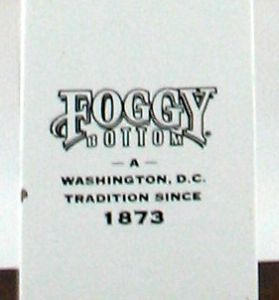 FOGGY
BOTTOM
— A —
WASHINGTON, D.C.
TRADITION SINCE
1873